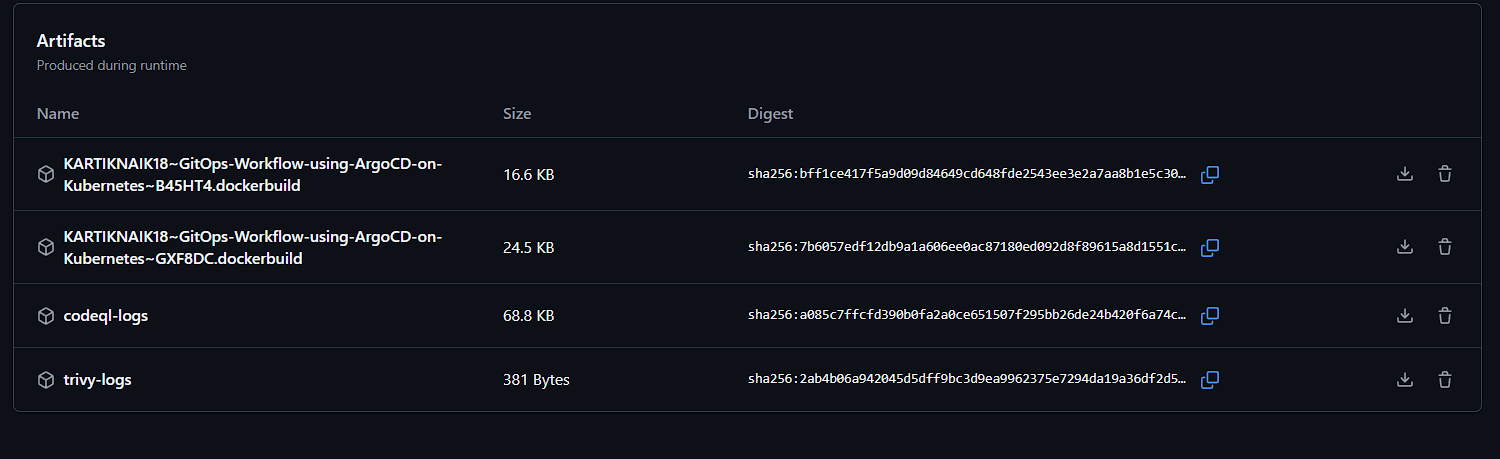 Artifacts
Produced during runtime
Name Size Digest
KARTIKNAIK18~GitOps-Workflow-using-ArgoCD-on-
Kubernetes~B45HT4.dockerbuild
16.6 KB
sha256:bff1ce417f5a9d09d84649cd648fde2543ee3e2a7aa8b1e5c30…
KARTIKNAIK18~GitOps-Workflow-using-ArgoCD-on-
Kubernetes~GXF8DC.dockerbuild
24.5 KB
sha256:7b6057edf12db9a1a606ee0ac87180ed092d8f89615a8d1551c…
codeql-logs 68.8 KB sha256:a085c7ffcfd390b0fa2a0ce651507f295bb26de24b420f6a74c…
trivy-logs 381 Bytes sha256:2ab4b06a942045d5dff9bc3d9ea9962375e7294da19a36df2d5…